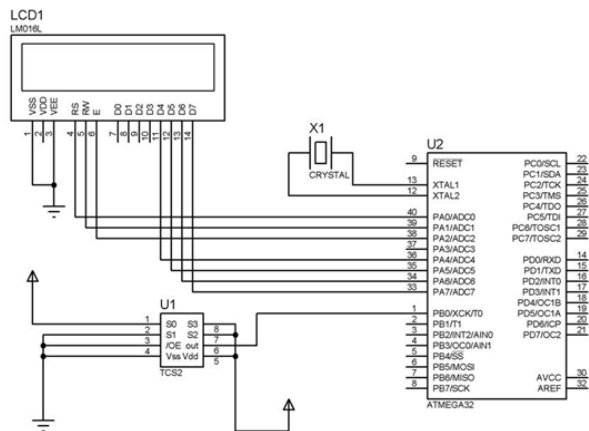 LCD1
LM016L
VSS VDD VEE RS RW E D0 D1 D2 D3 D4 D5 D6 D7
1 2 3 4 5 6 7 8 9 10 11 12 13 14
X1
CRYSTAL
U2
9 RESET PC0/SCL 22
PC1/SDA 23
13 XTAL1 PC2/TCK 24
12 XTAL2 PC3/TMS 25
PC4/TDO 26
40 PA0/ADC0 PC5/TDI 27
39 PA1/ADC1 PC6/TOSC1 28
38 PA2/ADC2 PC7/TOSC2 29
37 PA3/ADC3
36 PA4/ADC4 PD0/RXD 14
35 PA5/ADC5 PD1/TXD 15
34 PA6/ADC6 PD2/INT0 16
33 PA7/ADC7 PD3/INT1 17
PD4/OC1B 18
1 PB0/XCK/T0 PD5/OC1A 19
2 PB1/T1 PD6/ICP 20
3 PB2/INT2/AIN0 PD7/OC2 21
4 PB3/OC0/AIN1
5 PB4/SS
6 PB5/MOSI
7 PB6/MISO AVCC 30
8 PB7/SCK AREF 32
ATMEGA32
U1
1 S0 S3 8
2 S1 S2 7
3 /OE out 6
4 Vss Vdd 5
TCS2